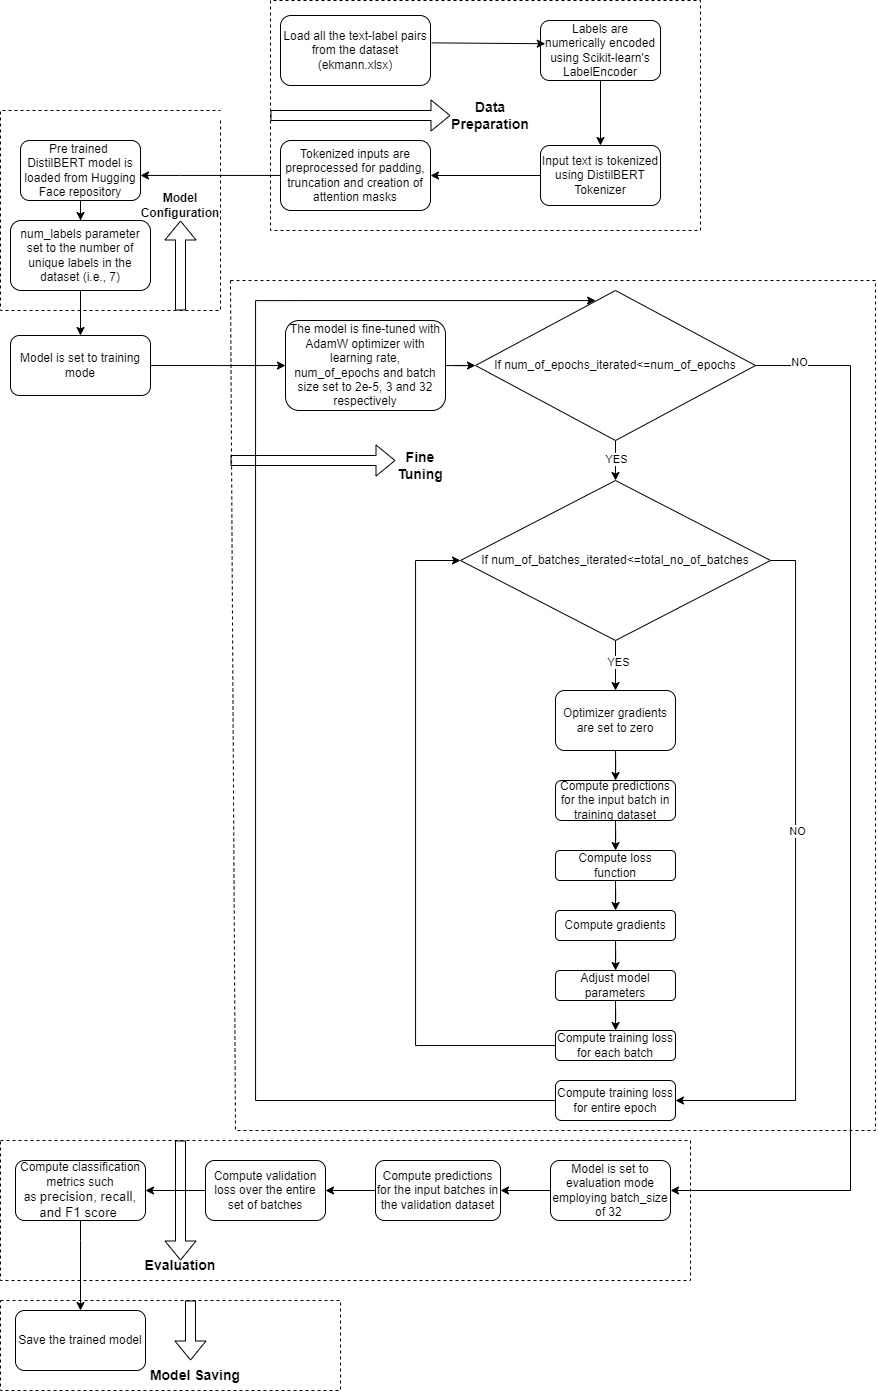 Load all the text-label pairs
from the dataset
(ekmann.xlsx)
Labels are
numerically encoded
using Scikit-learn's
LabelEncoder
Data
Preparation
Input text is tokenized
using DistilBERT
Tokenizer
Tokenized inputs are
preprocessed for padding,
truncation and creation of
attention masks
Pre trained
DistilBERT model is
loaded from Hugging
Face repository
Model
Configuration
num_labels parameter
set to the number of
unique labels in the
dataset (i.e., 7)
Model is set to training
mode
The model is fine-tuned with
AdamW optimizer with
learning rate,
num_of_epochs and batch
size set to 2e-5, 3 and 32
respectively
If num_of_epochs_iterated<=num_of_epochs
NO
YES
Fine
Tuning
If num_of_batches_iterated<=total_no_of_batches
YES
NO
Optimizer gradients
are set to zero
Compute predictions
for the input batch in
training dataset
Compute loss
function
Compute gradients
Adjust model
parameters
Compute training loss
for each batch
Compute training loss
for entire epoch
Model is set to
evaluation mode
employing batch_size
of 32
Compute predictions
for the input batches in
the validation dataset
Compute validation
loss over the entire
set of batches
Compute classification
metrics such
as precision, recall,
and F1 score
Evaluation
Save the trained model
Model Saving